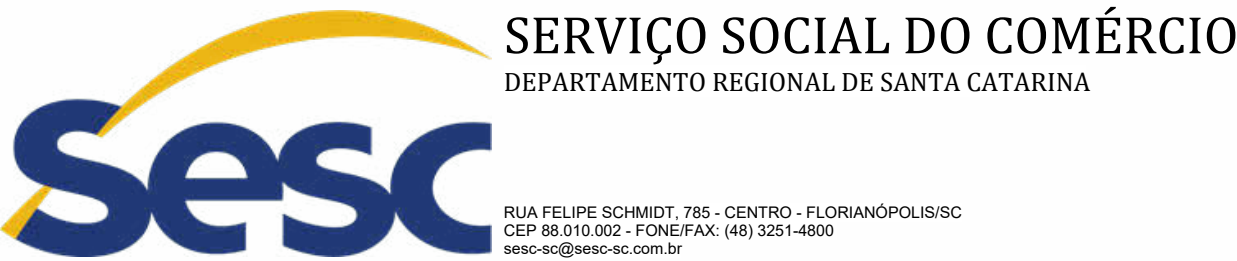 Sesc
SERVIÇO SOCIAL DO COMÉRCIO
DEPARTAMENTO REGIONAL DE SANTA CATARINA
RUA FELIPE SCHMIDT, 785 - CENTRO - FLORIANÓPOLIS/SC
CEP 88.010.002 - FONE/FAX: (48) 3251-4800
sesc-sc@sesc-sc.com.br